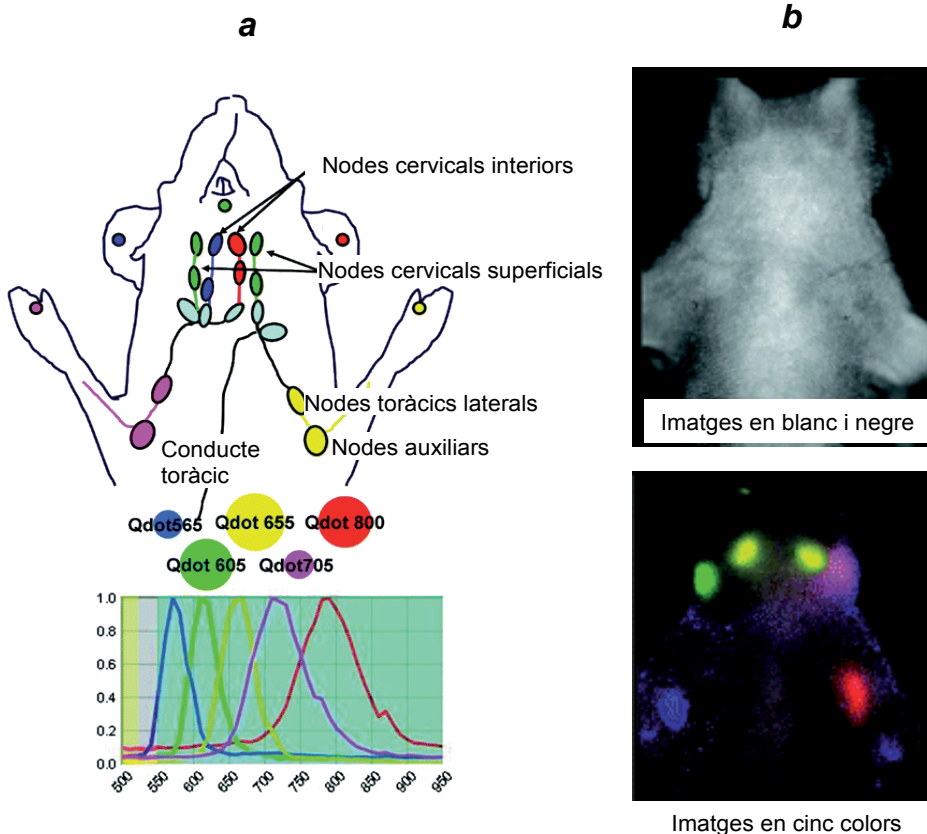 a
b
Nodes cervicals interiors
Nodes cervicals superficials
Nodes toràcics laterals
Nodes auxiliars
Conducte
toràcic
Qdot565
Qdot 655
Qdot 800
Qdot 605
Qdot705
1.0
0.8
0.6
0.4
0.2
0.0
500
550
600
650
700
750
800
850
900
950
Imatges en blanc i negre
Imatges en cinc colors